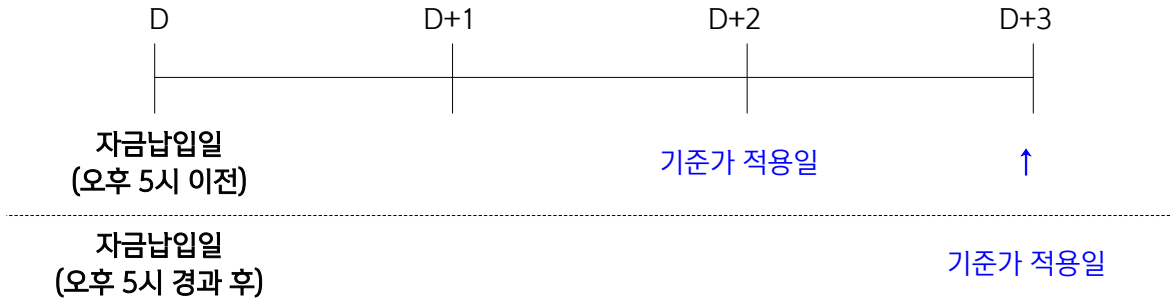 D D+1 D+2 D+3
자금납입일
(오후 5시 이전)
기준가 적용일
↑
자금납입일
(오후 5시 경과 후)
기준가 적용일